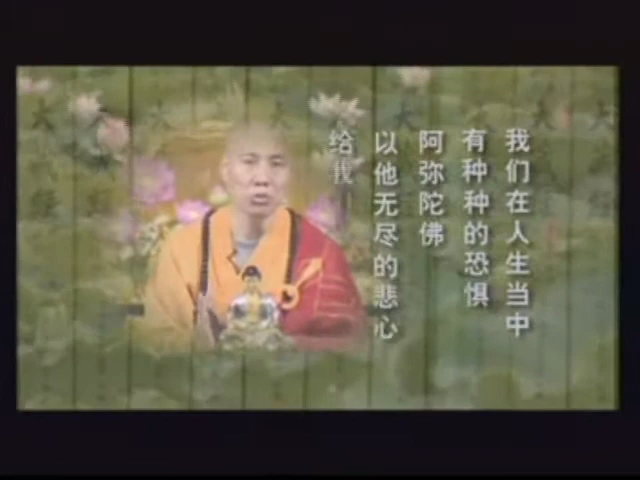 我们在人生当中
有种种的恐惧
阿弥陀佛
以他无尽的悲心
给我